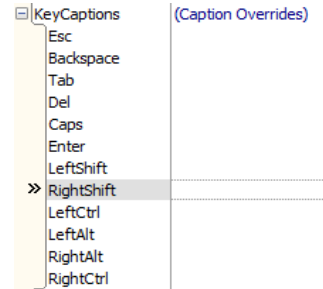 KeyCaptions (Caption Overrides)
Esc
Backspace
Tab
Del
Caps
Enter
LeftShift
RightShift
LeftCtrl
LeftAlt
RightAlt
RightCtrl